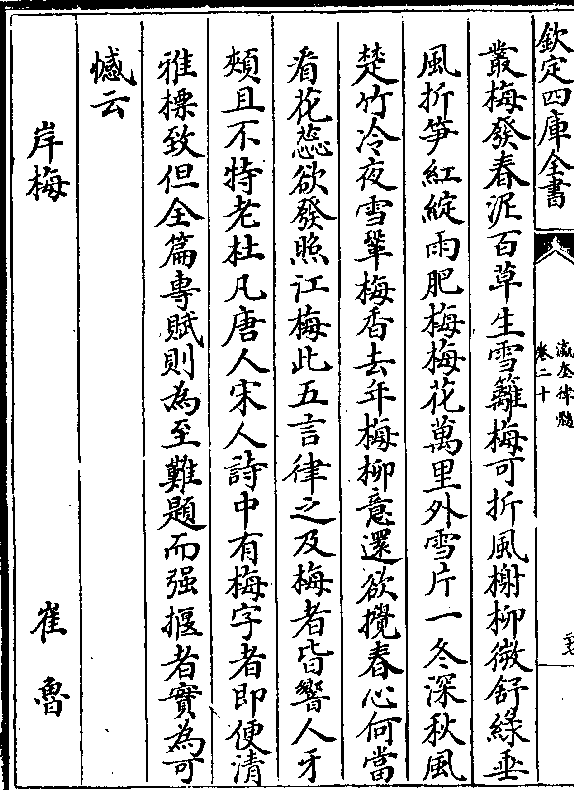 欽定四庫全書
瀛奎律髓
卷二十
叢梅發春泥百草生雪籬梅可折風榭柳微舒緑垂
風折笋紅綻雨肥梅梅花萬里外雪片一冬深秋風
楚竹冷夜雪鞏梅香去年梅柳意還欲攪春心何當
看花蕊欲發照江梅此五言律之及梅者皆響人牙
頰且不特老杜凡唐人宋人詩中有梅字者即便清
雅標致但全篇專賦則為至難題而强揠者實為可
憾云
岸梅　崔魯